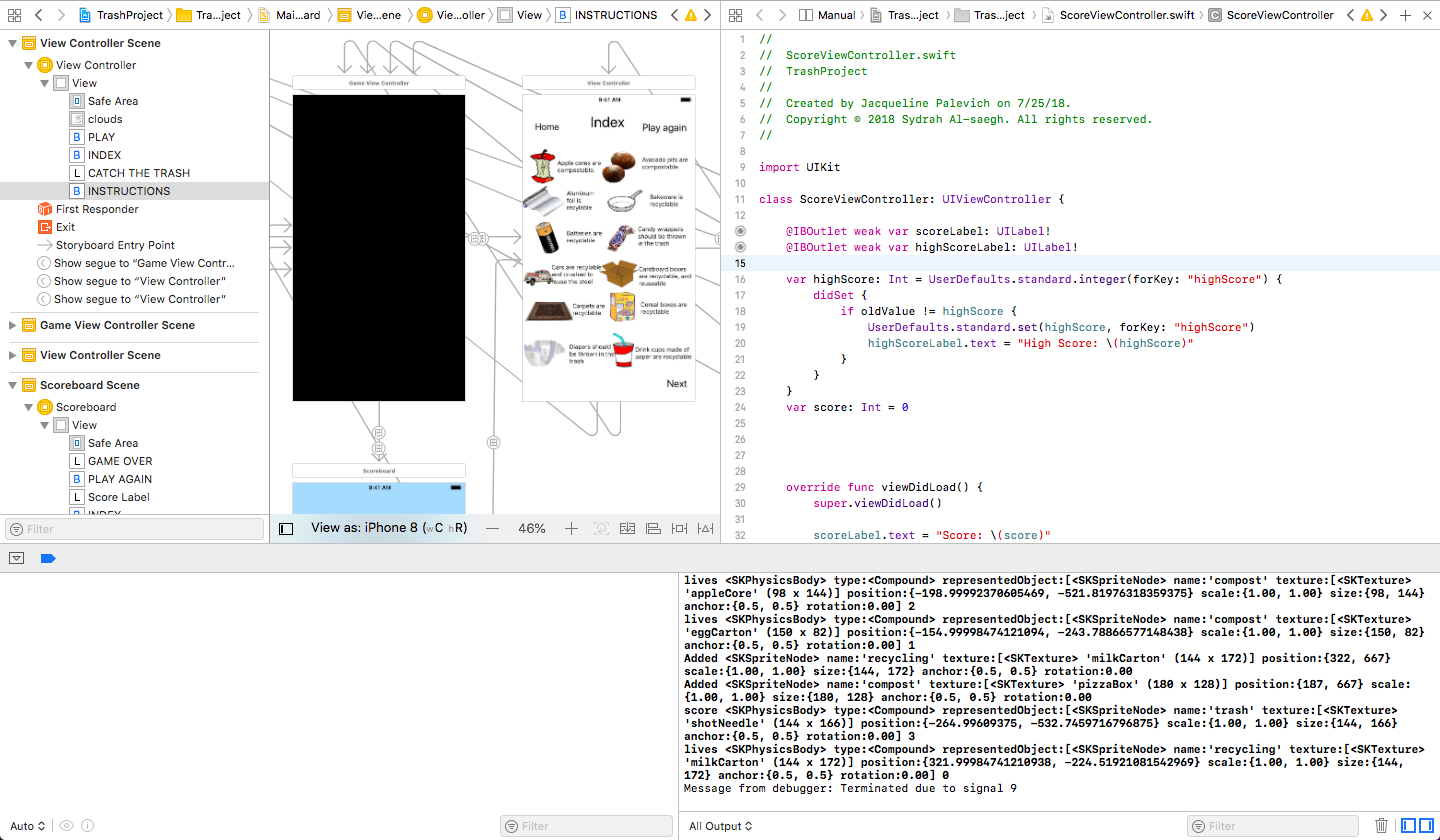 TrashProject
Tra...ject
Mai...ard
Vie...ene
Vie...oller
View
B INSTRUCTIONS
Manual
Tras...ject
Tras...ject
ScoreViewController.swift
C ScoreViewController
View Controller Scene
View Controller
View
Safe Area
clouds
B PLAY
B INDEX
L CATCH THE TRASH
B INSTRUCTIONS
First Responder
Exit
Storyboard Entry Point
Show segue to “Game View Contr...
Show segue to “View Controller”
Show segue to “View Controller”
Game View Controller Scene
View Controller Scene
Scoreboard Scene
Scoreboard
View
Safe Area
L GAME OVER
B PLAY AGAIN
L Score Label
B INDEX
Filter
Game View Controller
View Controller
9:41 AM
Home
Index
Play again
Apple cores are
compostable.
Avacado pits are
compostable.
Aluminum
foil is
recylable
Bakeware is
recyclable
Batteries are
recyclable
Candy wrappers
should be thrown
in the trash
Cars are recylable
and crushed to
reuse the steel
Cardboard boxes
are recyclable, and
reuseable
Carpets are
recyclable
Cereal boxes are
recyclable
Diapers should
be thrown in the
trash
Drink cups made of
paper are recyclable
Next
Scoreboard
9:41 AM
View as: iPhone 8 (wC hR)
46%
1 //
2 //  ScoreViewController.swift
3 //  TrashProject
4 //
5 //  Created by Jacqueline Palevich on 7/25/18.
6 //  Copyright © 2018 Sydrah Al-saegh. All rights reserved.
7 //
8
9 import UIKit
10
11 class ScoreViewController: UIViewController {
12
@IBOutlet weak var scoreLabel: UILabel!
@IBOutlet weak var highScoreLabel: UILabel!
15
16 var highScore: Int = UserDefaults.standard.integer(forKey: "highScore") {
17 didSet {
18 if oldValue != highScore {
19 UserDefaults.standard.set(highScore, forKey: "highScore")
20 highScoreLabel.text = "High Score: \(highScore)"
21 }
22 }
23 }
24 var score: Int = 0
25
26
27
28
29 override func viewDidLoad() {
30 super.viewDidLoad()
31
32 scoreLabel.text = "Score: \(score)"
lives <SKPhysicsBody> type:<Compound> representedObject:[<SKSpriteNode> name:'compost' texture:[<SKTexture>
'appleCore' (98 x 144)] position:{-198.99992370605469, -521.81976318359375} scale:{1.00, 1.00} size:{98, 144}
anchor:{0.5, 0.5} rotation:0.00] 2
lives <SKPhysicsBody> type:<Compound> representedObject:[<SKSpriteNode> name:'compost' texture:[<SKTexture>
'eggCarton' (150 x 82)] position:{-154.99998474121094, -243.78866577148438} scale:{1.00, 1.00} size:{150, 82}
anchor:{0.5, 0.5} rotation:0.00] 1
Added <SKSpriteNode> name:'recycling' texture:[<SKTexture> 'milkCarton' (144 x 172)] position:{322, 667}
scale:{1.00, 1.00} size:{144, 172} anchor:{0.5, 0.5} rotation:0.00
Added <SKSpriteNode> name:'compost' texture:[<SKTexture> 'pizzaBox' (180 x 128)] position:{187, 667} scale:
{1.00, 1.00} size:{180, 128} anchor:{0.5, 0.5} rotation:0.00
score <SKPhysicsBody> type:<Compound> representedObject:[<SKSpriteNode> name:'trash' texture:[<SKTexture>
'shotNeedle' (144 x 166)] position:{-264.99609375, -532.7459716796875} scale:{1.00, 1.00} size:{144, 166}
anchor:{0.5, 0.5} rotation:0.00] 3
lives <SKPhysicsBody> type:<Compound> representedObject:[<SKSpriteNode> name:'recycling' texture:[<SKTexture>
'milkCarton' (144 x 172)] position:{321.99984741210938, -224.51921081542969} scale:{1.00, 1.00} size:{144,
172} anchor:{0.5, 0.5} rotation:0.00] 0
Message from debugger: Terminated due to signal 9
Auto
Filter
All Output
Filter